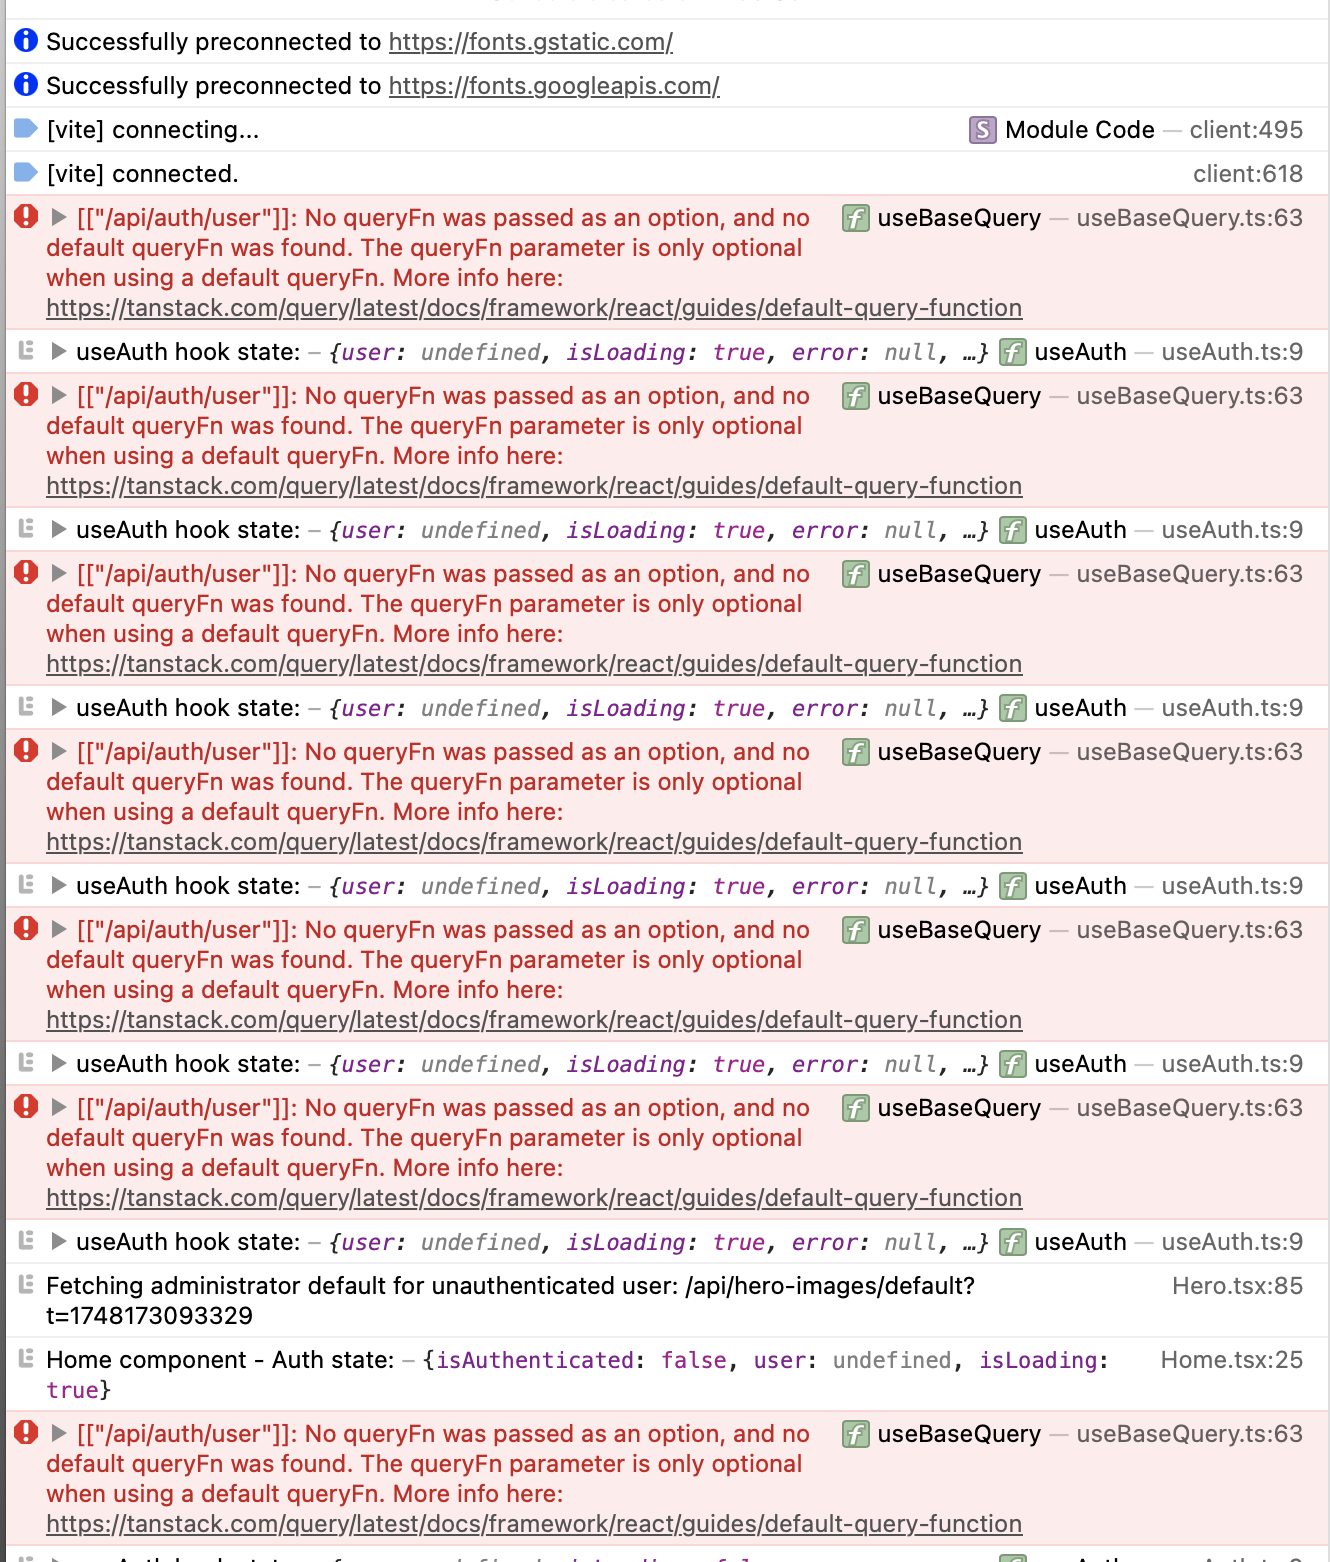 Successfully preconnected to https://fonts.gstatic.com/
Successfully preconnected to https://fonts.googleapis.com/
[vite] connecting... S Module Code — client:495
[vite] connected. client:618
[["/api/auth/user"]]: No queryFn was passed as an option, and no f useBaseQuery — useBaseQuery.ts:63
default queryFn was found. The queryFn parameter is only optional
when using a default queryFn. More info here:
https://tanstack.com/query/latest/docs/framework/react/guides/default-query-function
useAuth hook state: – {user: undefined, isLoading: true, error: null, …} f useAuth — useAuth.ts:9
[["/api/auth/user"]]: No queryFn was passed as an option, and no f useBaseQuery — useBaseQuery.ts:63
default queryFn was found. The queryFn parameter is only optional
when using a default queryFn. More info here:
https://tanstack.com/query/latest/docs/framework/react/guides/default-query-function
useAuth hook state: – {user: undefined, isLoading: true, error: null, …} f useAuth — useAuth.ts:9
[["/api/auth/user"]]: No queryFn was passed as an option, and no f useBaseQuery — useBaseQuery.ts:63
default queryFn was found. The queryFn parameter is only optional
when using a default queryFn. More info here:
https://tanstack.com/query/latest/docs/framework/react/guides/default-query-function
useAuth hook state: – {user: undefined, isLoading: true, error: null, …} f useAuth — useAuth.ts:9
[["/api/auth/user"]]: No queryFn was passed as an option, and no f useBaseQuery — useBaseQuery.ts:63
default queryFn was found. The queryFn parameter is only optional
when using a default queryFn. More info here:
https://tanstack.com/query/latest/docs/framework/react/guides/default-query-function
useAuth hook state: – {user: undefined, isLoading: true, error: null, …} f useAuth — useAuth.ts:9
[["/api/auth/user"]]: No queryFn was passed as an option, and no f useBaseQuery — useBaseQuery.ts:63
default queryFn was found. The queryFn parameter is only optional
when using a default queryFn. More info here:
https://tanstack.com/query/latest/docs/framework/react/guides/default-query-function
useAuth hook state: – {user: undefined, isLoading: true, error: null, …} f useAuth — useAuth.ts:9
[["/api/auth/user"]]: No queryFn was passed as an option, and no f useBaseQuery — useBaseQuery.ts:63
default queryFn was found. The queryFn parameter is only optional
when using a default queryFn. More info here:
https://tanstack.com/query/latest/docs/framework/react/guides/default-query-function
useAuth hook state: – {user: undefined, isLoading: true, error: null, …} f useAuth — useAuth.ts:9
Fetching administrator default for unauthenticated user: /api/hero-images/default? Hero.tsx:85
t=1748173093329
Home component - Auth state: – {isAuthenticated: false, user: undefined, isLoading: Home.tsx:25
true}
[["/api/auth/user"]]: No queryFn was passed as an option, and no f useBaseQuery — useBaseQuery.ts:63
default queryFn was found. The queryFn parameter is only optional
when using a default queryFn. More info here:
https://tanstack.com/query/latest/docs/framework/react/guides/default-query-function